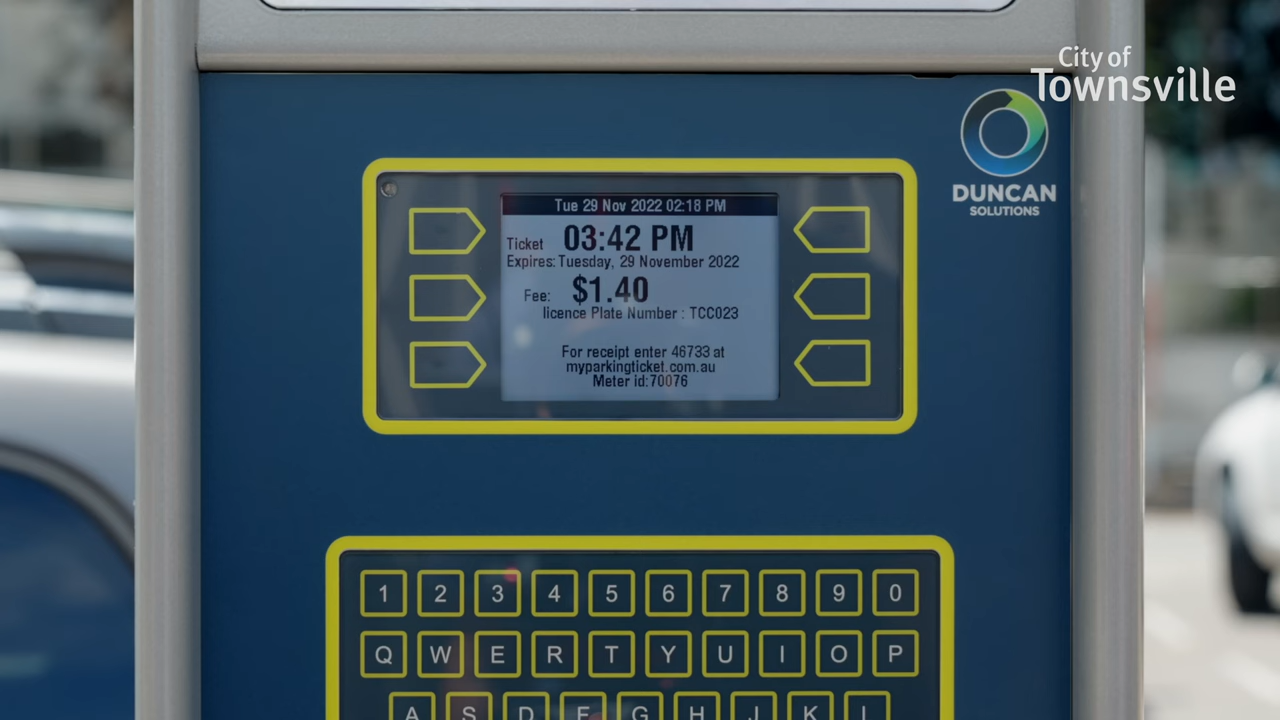 City of
Townsville
DUNCAN
SOLUTIONS
Tue 29 Nov 2022 02:18 PM
Ticket 03:42 PM
Expires: Tuesday, 29 November 2022
Fee: $1.40
licence Plate Number : TCC023
For receipt enter 46733 at
myparkingticket.com.au
Meter id:70076
1 2 3 4 5 6 7 8 9 0
Q W E R T Y U I O P
A S D F G H J K L